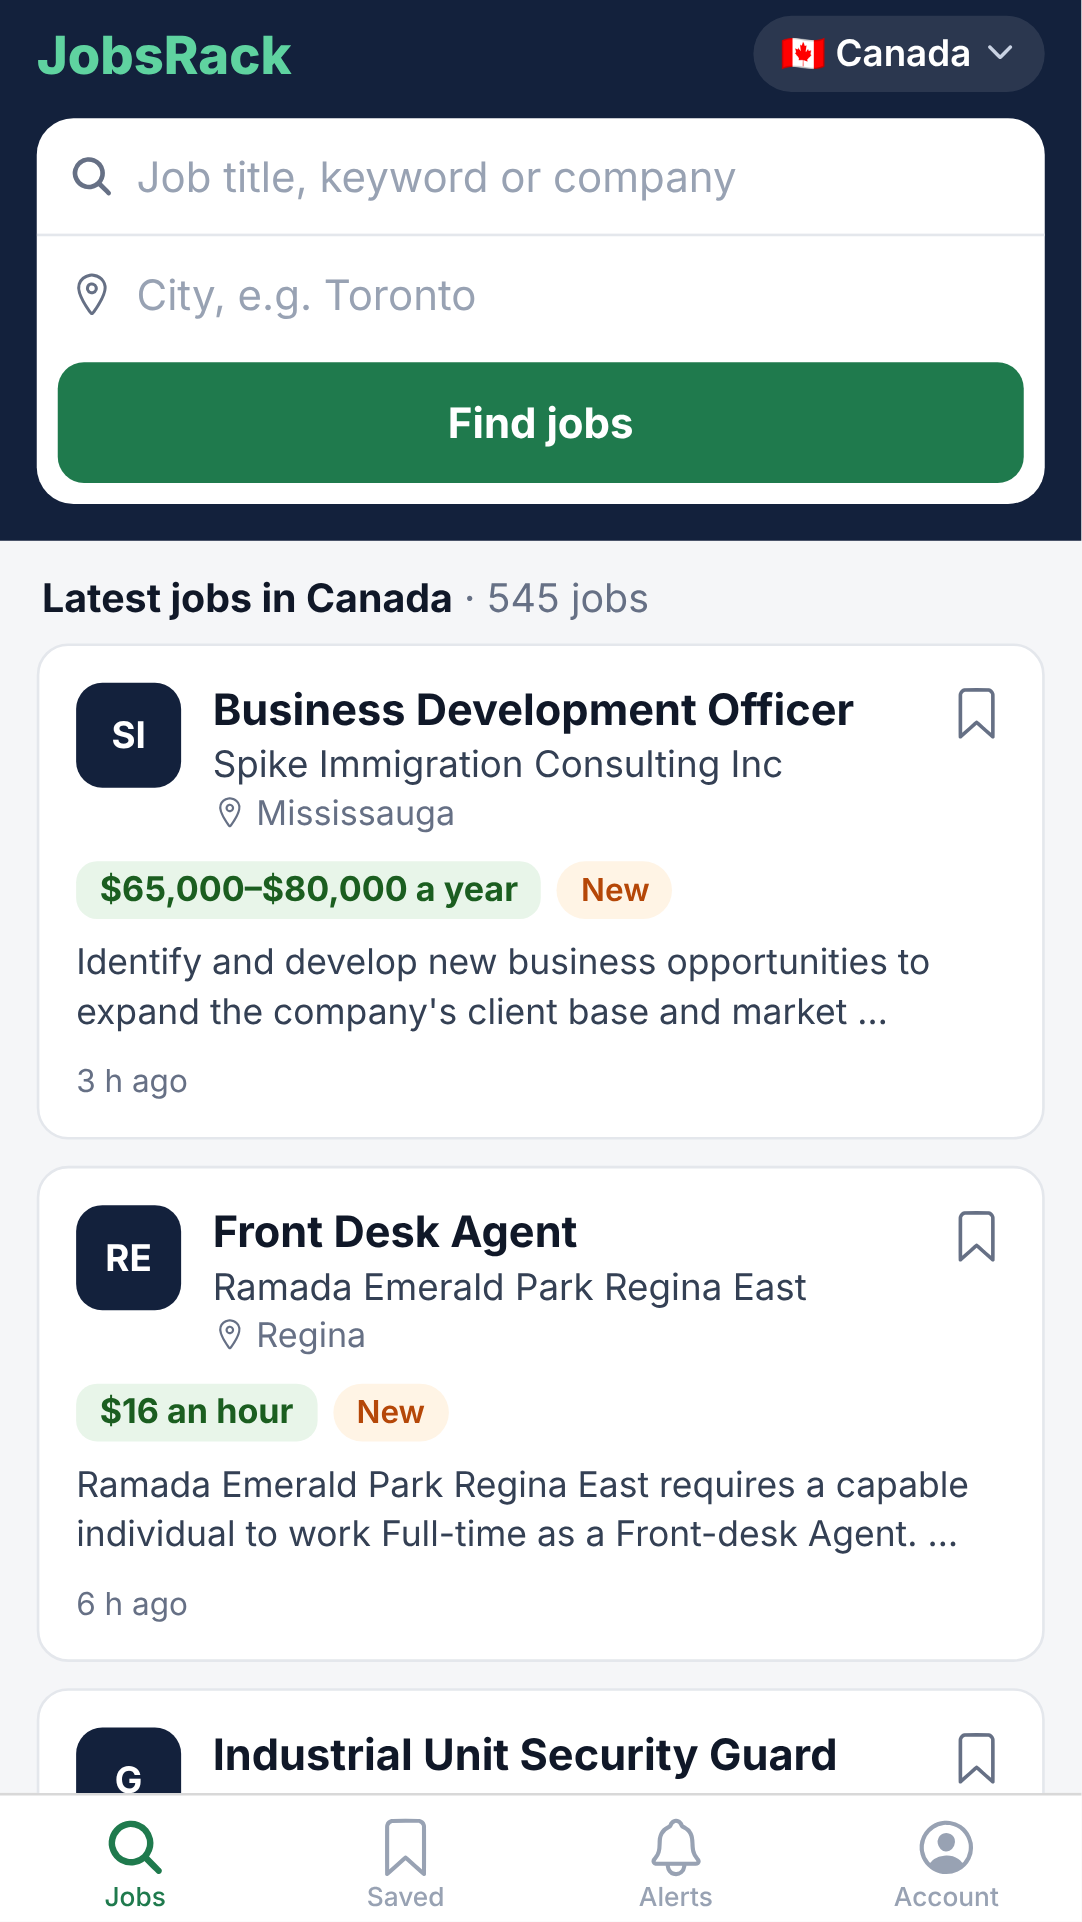 JobsRack
🇨🇦 Canada
Job title, keyword or company
City, e.g. Toronto
Find jobs
Latest jobs in Canada · 545 jobs
SI
Business Development Officer
Spike Immigration Consulting Inc
Mississauga
$65,000–$80,000 a year
New
Identify and develop new business opportunities to
expand the company's client base and market ...
3 h ago
RE
Front Desk Agent
Ramada Emerald Park Regina East
Regina
$16 an hour
New
Ramada Emerald Park Regina East requires a capable
individual to work Full-time as a Front-desk Agent. ...
6 h ago
G
Industrial Unit Security Guard
Jobs
Saved
Alerts
Account